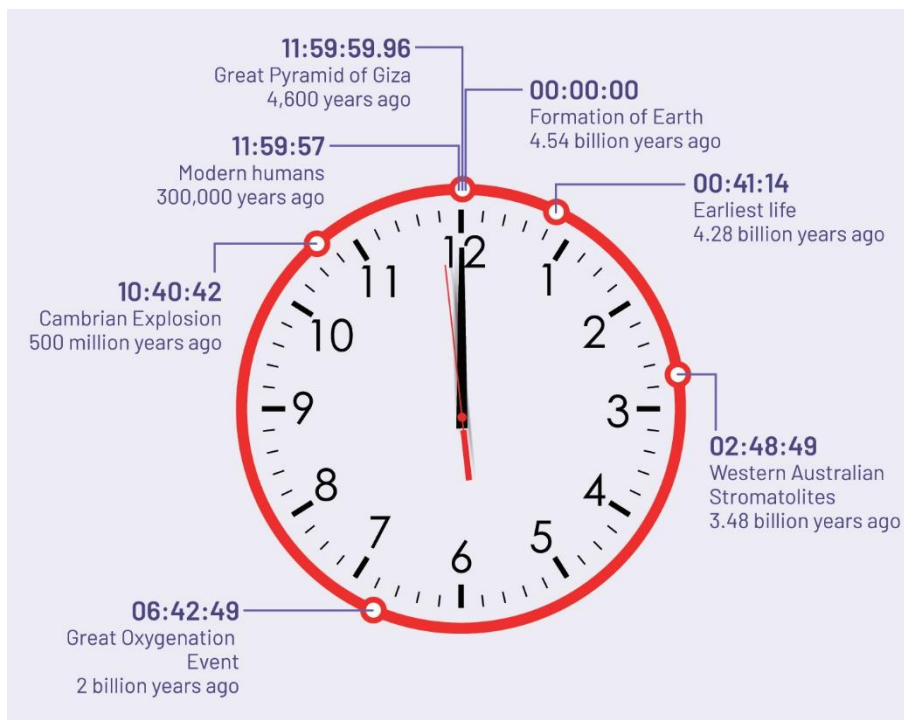 11:59:59.96
Great Pyramid of Giza
4,600 years ago
00:00:00
Formation of Earth
4.54 billion years ago
11:59:57
Modern humans
300,000 years ago
00:41:14
Earliest life
4.28 billion years ago
10:40:42
Cambrian Explosion
500 million years ago
02:48:49
Western Australian
Stromatolites
3.48 billion years ago
06:42:49
Great Oxygenation
Event
2 billion years ago
12
1
2
3
4
5
6
7
8
9
10
11